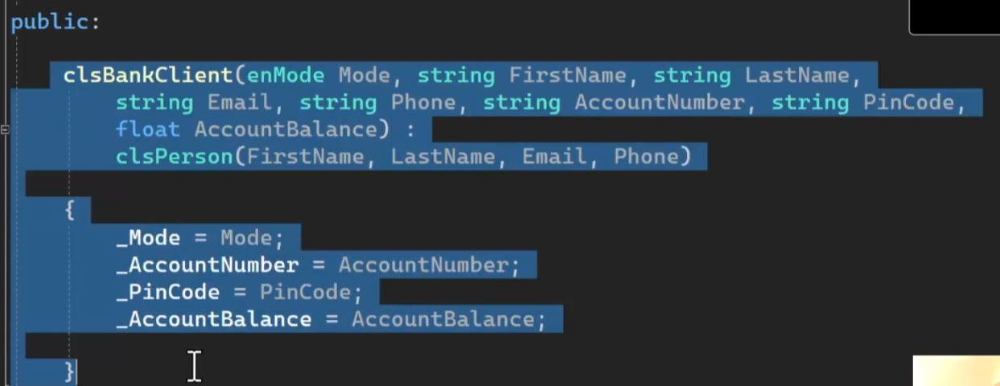 public:
clsBankClient(enMode Mode, string FirstName, string LastName,
string Email, string Phone, string AccountNumber, string PinCode,
float AccountBalance) :
clsPerson(FirstName, LastName, Email, Phone)
{
_Mode = Mode;
_AccountNumber = AccountNumber;
_PinCode = PinCode;
_AccountBalance = AccountBalance;
}